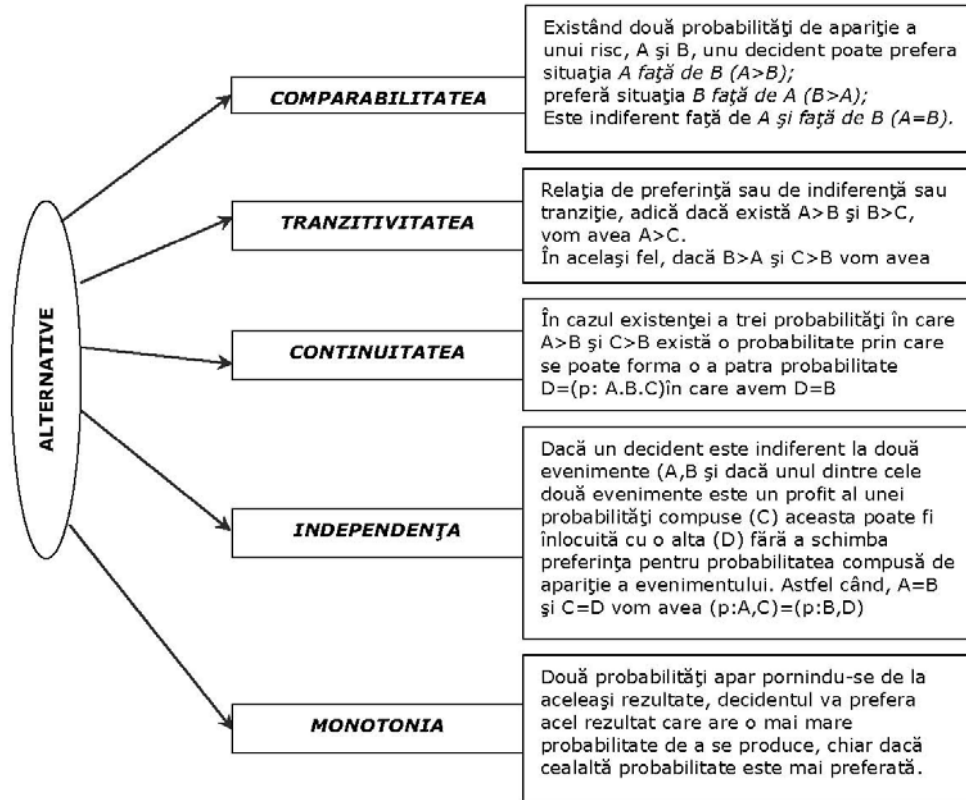 ALTERNATIVE
COMPARABILITATEA
Existând două probabilităţi de apariţie a
unui risc, A şi B, unu decident poate prefera
situaţia A faţă de B (A>B);
preferă situaţia B faţă de A (B>A);
Este indiferent faţă de A şi faţă de B (A=B).
TRANZITIVITATEA
Relaţia de preferinţă sau de indiferenţă sau
tranziţie, adică dacă există A>B şi B>C,
vom avea A>C.
În acelaşi fel, dacă B>A şi C>B vom avea
CONTINUITATEA
În cazul existenţei a trei probabilităţi în care
A>B şi C>B există o probabilitate prin care
se poate forma o a patra probabilitate
D=(p: A.B.C)în care avem D=B
INDEPENDENŢA
Dacă un decident este indiferent la două
evenimente (A,B şi dacă unul dintre cele
două evenimente este un profit al unei
probabilităţi compuse (C) aceasta poate fi
înlocuită cu o alta (D) fără a schimba
preferinţa pentru probabilitatea compusă de
apariţie a evenimentului. Astfel când, A=B
şi C=D vom avea (p:A,C)=(p:B,D)
MONOTONIA
Două probabilităţi apar pornindu-se de la
aceleaşi rezultate, decidentul va prefera
acel rezultat care are o mai mare
probabilitate de a se produce, chiar dacă
cealaltă probabilitate este mai preferată.